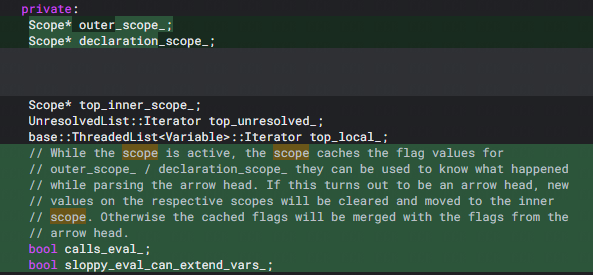 private:
Scope* outer_scope_;
Scope* declaration_scope_;
Scope* top_inner_scope_;
UnresolvedList::Iterator top_unresolved_;
base::ThreadedList<Variable>::Iterator top_local_;
// While the scope is active, the scope caches the flag values for
// outer_scope_ / declaration_scope_ they can be used to know what happened
// while parsing the arrow head. If this turns out to be an arrow head, new
// values on the respective scopes will be cleared and moved to the inner
// scope. Otherwise the cached flags will be merged with the flags from the
// arrow head.
bool calls_eval_;
bool sloppy_eval_can_extend_vars_;